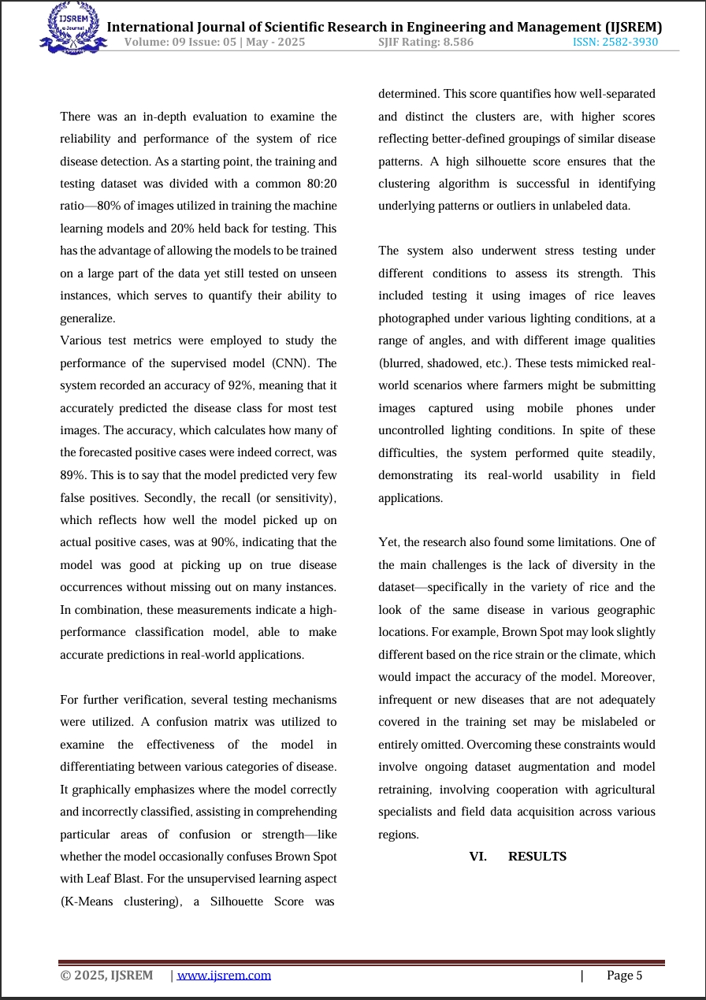 IJSREM
e-Journal
International Journal of Scientific Research in Engineering and Management (IJSREM)
Volume: 09 Issue: 05 | May - 2025 SJIF Rating: 8.586 ISSN: 2582-3930
There was an in-depth evaluation to examine the
reliability and performance of the system of rice
disease detection. As a starting point, the training and
testing dataset was divided with a common 80:20
ratio—80% of images utilized in training the machine
learning models and 20% held back for testing. This
has the advantage of allowing the models to be trained
on a large part of the data yet still tested on unseen
instances, which serves to quantify their ability to
generalize.
Various test metrics were employed to study the
performance of the supervised model (CNN). The
system recorded an accuracy of 92%, meaning that it
accurately predicted the disease class for most test
images. The accuracy, which calculates how many of
the forecasted positive cases were indeed correct, was
89%. This is to say that the model predicted very few
false positives. Secondly, the recall (or sensitivity),
which reflects how well the model picked up on
actual positive cases, was at 90%, indicating that the
model was good at picking up on true disease
occurrences without missing out on many instances.
In combination, these measurements indicate a high-
performance classification model, able to make
accurate predictions in real-world applications.
For further verification, several testing mechanisms
were utilized. A confusion matrix was utilized to
examine the effectiveness of the model in
differentiating between various categories of disease.
It graphically emphasizes where the model correctly
and incorrectly classified, assisting in comprehending
particular areas of confusion or strength—like
whether the model occasionally confuses Brown Spot
with Leaf Blast. For the unsupervised learning aspect
(K-Means clustering), a Silhouette Score was
determined. This score quantifies how well-separated
and distinct the clusters are, with higher scores
reflecting better-defined groupings of similar disease
patterns. A high silhouette score ensures that the
clustering algorithm is successful in identifying
underlying patterns or outliers in unlabeled data.
The system also underwent stress testing under
different conditions to assess its strength. This
included testing it using images of rice leaves
photographed under various lighting conditions, at a
range of angles, and with different image qualities
(blurred, shadowed, etc.). These tests mimicked real-
world scenarios where farmers might be submitting
images captured using mobile phones under
uncontrolled lighting conditions. In spite of these
difficulties, the system performed quite steadily,
demonstrating its real-world usability in field
applications.
Yet, the research also found some limitations. One of
the main challenges is the lack of diversity in the
dataset—specifically in the variety of rice and the
look of the same disease in various geographic
locations. For example, Brown Spot may look slightly
different based on the rice strain or the climate, which
would impact the accuracy of the model. Moreover,
infrequent or new diseases that are not adequately
covered in the training set may be mislabeled or
entirely omitted. Overcoming these constraints would
involve ongoing dataset augmentation and model
retraining, involving cooperation with agricultural
specialists and field data acquisition across various
regions.
VI. RESULTS
© 2025, IJSREM | www.ijsrem.com | Page 5